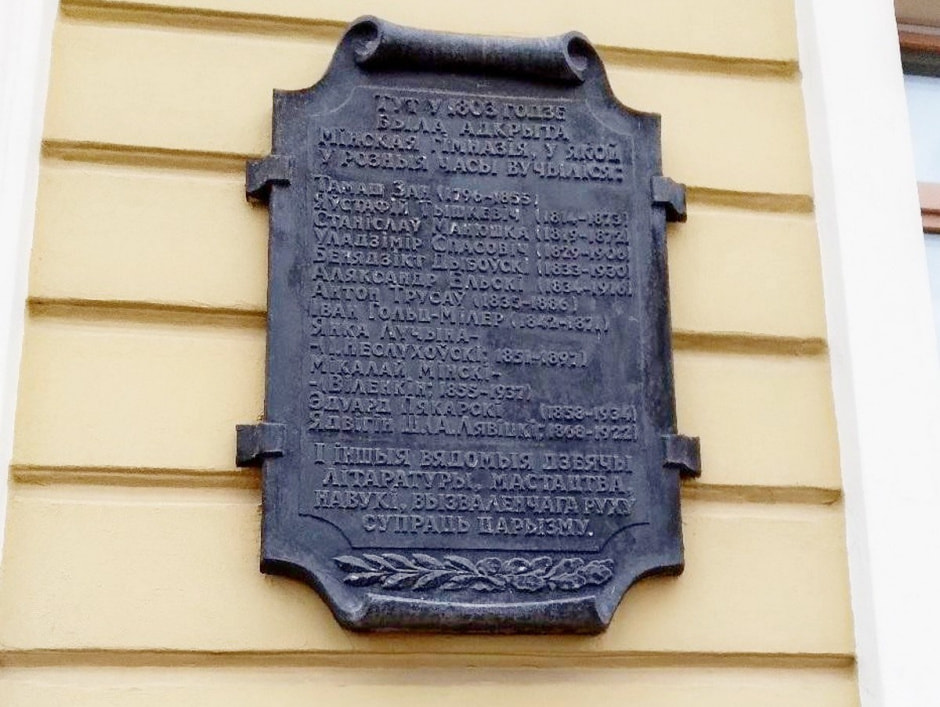 ТУТ У 1803 ГОДЗЕ
БЫЛА АДКРЫТА
МІНСКАЯ ГІМНАЗІЯ, У ЯКОЙ
У РОЗНЫЯ ЧАСЫ ВУЧЫЛІСЯ:
ТАМАШ ЗАН (1796-1855)
ЯУСТАФІЙ ТЫШКЕВІЧ (1814-1873)
СТАНІСЛАЎ МАНЮШКА (1819-1872)
УЛАДЗІМІР СПАСОВІЧ (1829-1906)
БЕНЯДЗІКТ ДЫБОЎСКІ (1833-1930)
АЛЯКСАНДР ЕЛЬСКІ (1834-1916)
АНТОН ТРУСАЎ (1835-1886)
ІВАН ГОЛЬЦ-МІЛЕР (1842-1871)
ЯНКА ЛУЧЫНА-
-(І. НЕСЛУХОЎСКІ; 1851-1897)
МІКАЛАЙ МІНСКІ-
-(ВІЛЕНКІН; 1855-1937)
ЭДУАРД ПЯКАРСКІ (1858-1934)
ЯДВІГІН Ш. (А. ЛЯВІЦКІ; 1868-1922)
І ІНШЫЯ ВЯДОМЫЯ ДЗЕЯЧЫ
ЛІТАРАТУРЫ, МАСТАЦТВА,
НАВУКІ, ВЫЗВАЛЕНЧАГА РУХУ
СУПРАЦЬ ЦАРЫЗМУ.